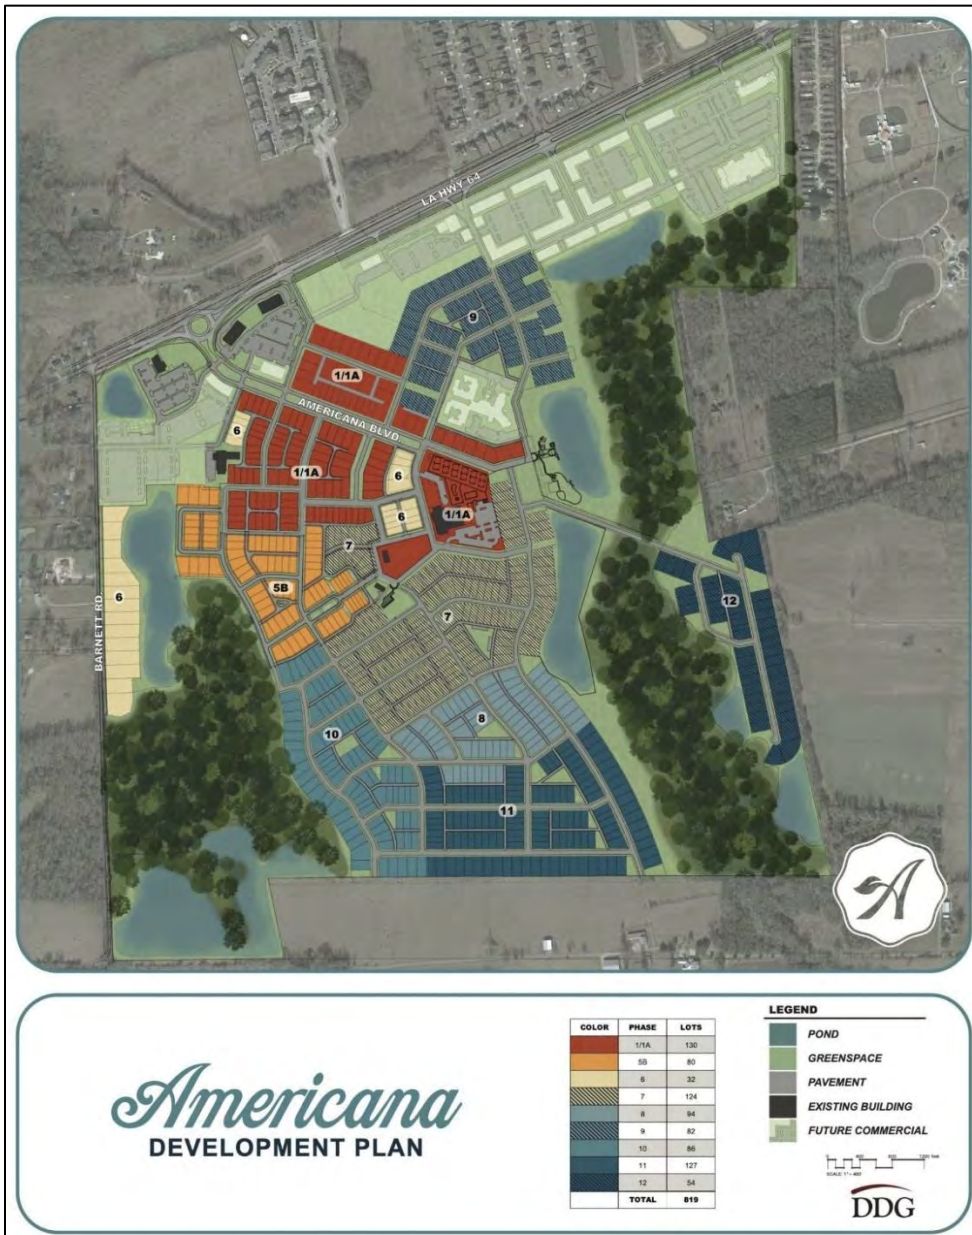 LA HWY 64
9
1/1A
AMERICANA BLVD
6
1/1A
6
6
1/1A
7
5B
6
BARNETT RD.
7
12
8
10
11
A
Americana
DEVELOPMENT PLAN
COLOR PHASE LOTS
1/1A 130
5B 80
6 32
7 124
8 94
9 82
10 86
11 127
12 54
TOTAL 819
LEGEND
POND
GREENSPACE
PAVEMENT
EXISTING BUILDING
FUTURE COMMERCIAL
SCALE: 1" = 400'
DDG